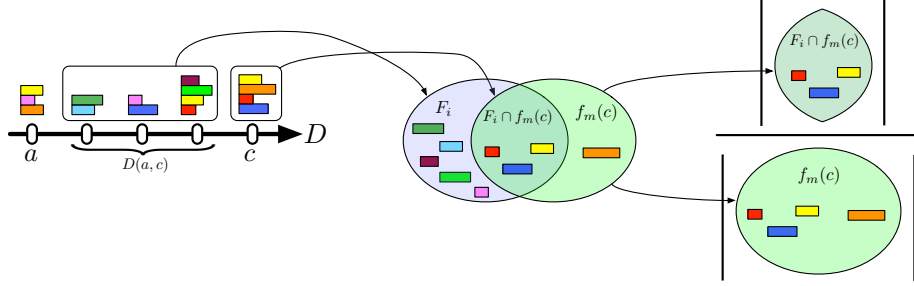 a
D(a, c)
c
D
F_i
F_i ∩ f_m(c)
f_m(c)
F_i ∩ f_m(c)
f_m(c)